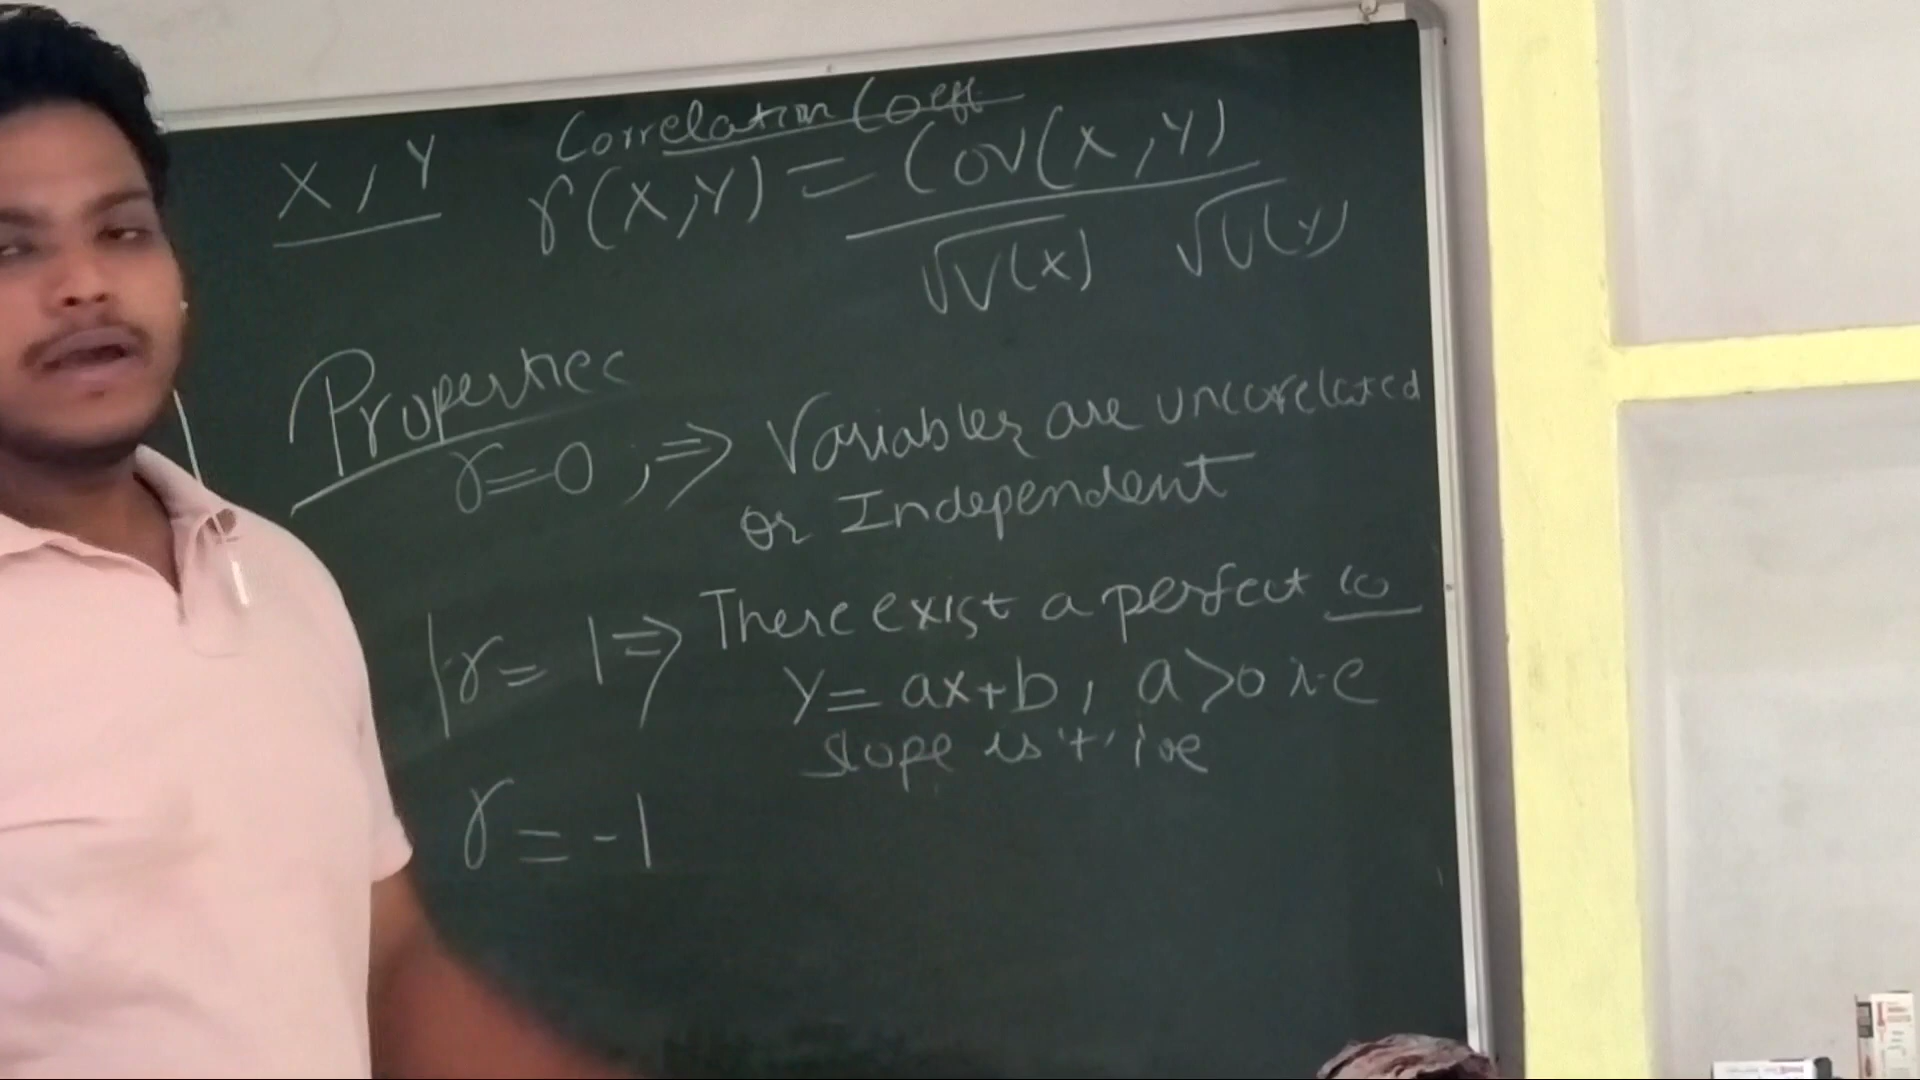 Correlation Coeff
X, Y r(X,Y) = Cov(X,Y) / √V(X) √V(Y)
Properties
r=0 ; ⇒ Variables are uncorelated
or Independent
r = 1 ⇒ There exist a perfect co
Y = ax+b, a>0 i.e
slope is '+' ive
r = -1